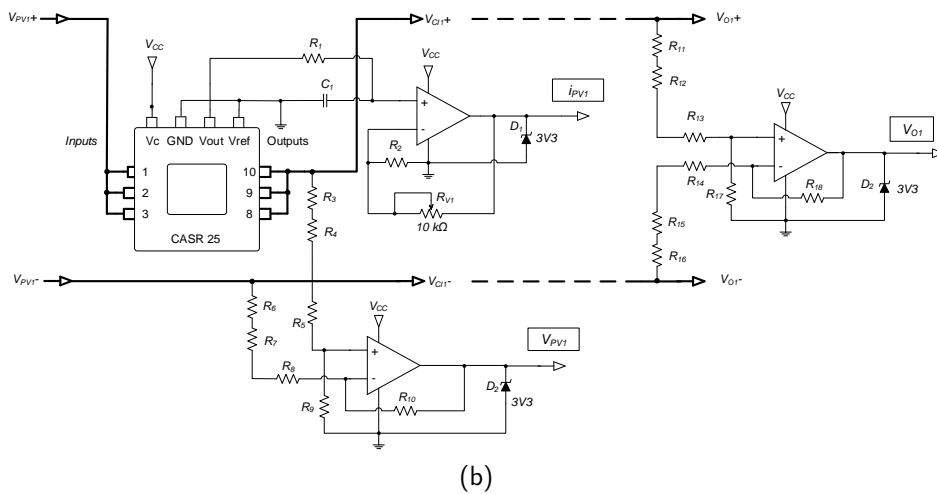 VPV1+
VCI1+
VO1+
VCC
R1
C1
VCC
iPV1
Inputs
Vc GND Vout Vref
Outputs
+
-
R2
D1
3V3
RV1
10 kΩ
1
2
3
10
9
8
CASR 25
R3
R4
R11
R12
R13
R14
VCC
+
-
VO1
R17
R18
D2
3V3
R15
R16
VPV1-
VCI1-
VO1-
R6
R7
R5
R8
VCC
+
-
VPV1
R9
R10
D2
3V3
(b)